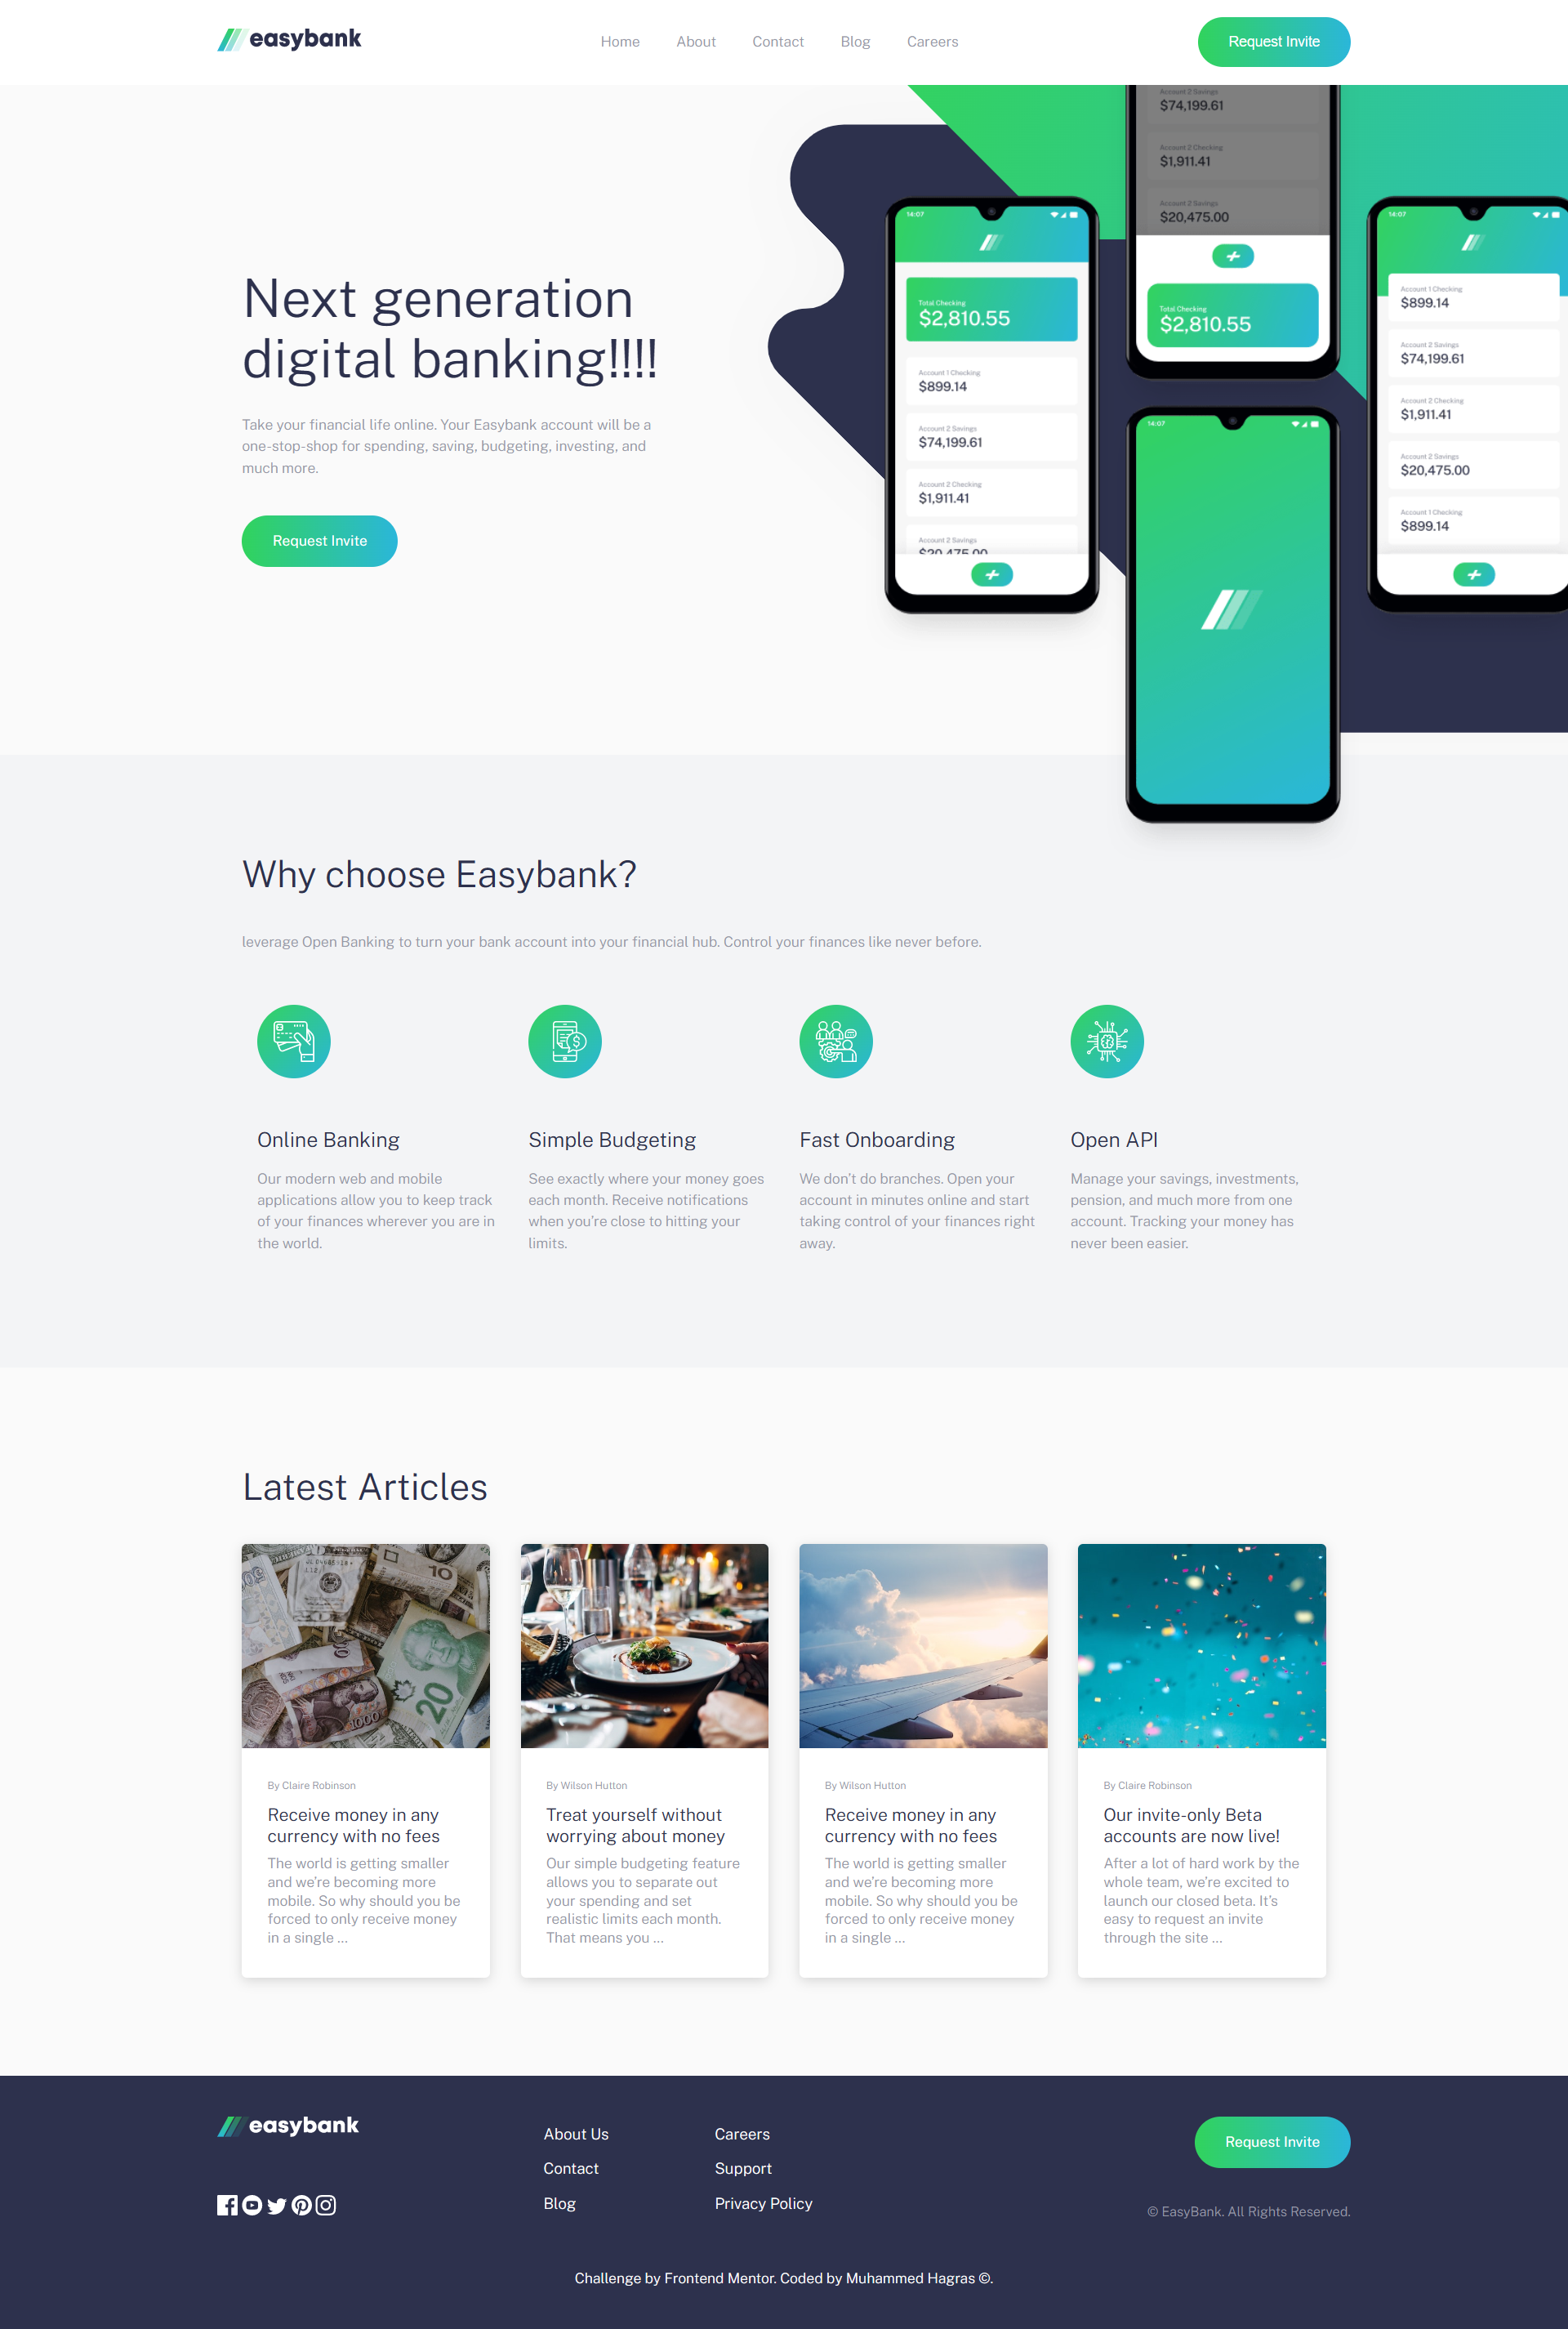 easybank
Home About Contact Blog Careers
Request Invite
Next generation
digital banking!!!!
Take your financial life online. Your Easybank account will be a
one-stop-shop for spending, saving, budgeting, investing, and
much more.
Request Invite
14:07
Total Checking
$2,810.55
Account 1 Checking
$899.14
Account 2 Savings
$74,199.61
Account 2 Checking
$1,911.41
Account 2 Savings
$20,475.00
Account 2 Savings
$74,199.61
Account 2 Checking
$1,911.41
Account 2 Savings
$20,475.00
Total Checking
$2,810.55
14:07
14:07
Account 1 Checking
$899.14
Account 2 Savings
$74,199.61
Account 2 Checking
$1,911.41
Account 2 Savings
$20,475.00
Account 1 Checking
$899.14
Why choose Easybank?
leverage Open Banking to turn your bank account into your financial hub. Control your finances like never before.
Online Banking
Our modern web and mobile
applications allow you to keep track
of your finances wherever you are in
the world.
Simple Budgeting
See exactly where your money goes
each month. Receive notifications
when you're close to hitting your
limits.
Fast Onboarding
We don't do branches. Open your
account in minutes online and start
taking control of your finances right
away.
Open API
Manage your savings, investments,
pension, and much more from one
account. Tracking your money has
never been easier.
Latest Articles
10
20
1000
By Claire Robinson
Receive money in any
currency with no fees
The world is getting smaller
and we're becoming more
mobile. So why should you be
forced to only receive money
in a single ...
By Wilson Hutton
Treat yourself without
worrying about money
Our simple budgeting feature
allows you to separate out
your spending and set
realistic limits each month.
That means you ...
By Wilson Hutton
Receive money in any
currency with no fees
The world is getting smaller
and we're becoming more
mobile. So why should you be
forced to only receive money
in a single ...
By Claire Robinson
Our invite-only Beta
accounts are now live!
After a lot of hard work by the
whole team, we're excited to
launch our closed beta. It's
easy to request an invite
through the site ...
easybank
About Us
Contact
Blog
Careers
Support
Privacy Policy
Request Invite
© EasyBank. All Rights Reserved.
Challenge by Frontend Mentor. Coded by Muhammed Hagras ©.